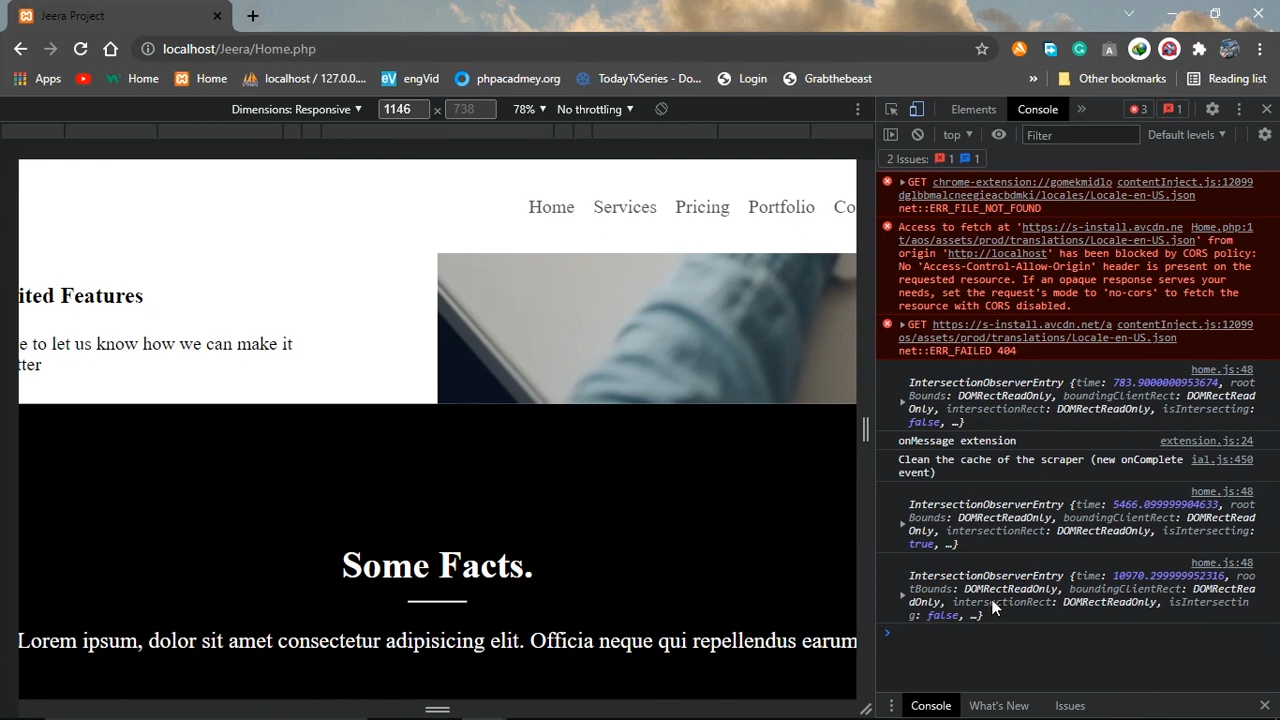 Jeera Project
localhost/Jeera/Home.php
Apps Home Home localhost / 127.0.0.... engVid phpacadmey.org TodayTvSeries - Do... Login Grabthebeast » Other bookmarks Reading list
Dimensions: Responsive 1146 × 738 78% No throttling
Elements Console » 3 1
top Filter Default levels
2 Issues: 1 1
Home Services Pricing Portfolio Co
ited Features
e to let us know how we can make it
tter
Some Facts.
Lorem ipsum, dolor sit amet consectetur adipisicing elit. Officia neque qui repellendus earum
GET chrome-extension://gomekmidlo contentInject.js:12099
dglbbmalcneegieacbdmki/locales/Locale-en-US.json
net::ERR_FILE_NOT_FOUND
Access to fetch at 'https://s-install.avcdn.ne Home.php:1
t/aos/assets/prod/translations/Locale-en-US.json' from
origin 'http://localhost' has been blocked by CORS policy:
No 'Access-Control-Allow-Origin' header is present on the
requested resource. If an opaque response serves your
needs, set the request's mode to 'no-cors' to fetch the
resource with CORS disabled.
GET https://s-install.avcdn.net/a contentInject.js:12099
os/assets/prod/translations/Locale-en-US.json
net::ERR_FAILED 404
home.js:48
IntersectionObserverEntry {time: 783.9000000953674, root
Bounds: DOMRectReadOnly, boundingClientRect: DOMRectRead
Only, intersectionRect: DOMRectReadOnly, isIntersecting:
false, …}
onMessage extension extension.js:24
Clean the cache of the scraper (new onComplete ial.js:450
event)
home.js:48
IntersectionObserverEntry {time: 5466.099999904633, root
Bounds: DOMRectReadOnly, boundingClientRect: DOMRectRead
Only, intersectionRect: DOMRectReadOnly, isIntersecting:
true, …}
home.js:48
IntersectionObserverEntry {time: 10970.299999952316, roo
tBounds: DOMRectReadOnly, boundingClientRect: DOMRectRea
dOnly, intersectionRect: DOMRectReadOnly, isIntersectin
g: false, …}
Console What's New Issues